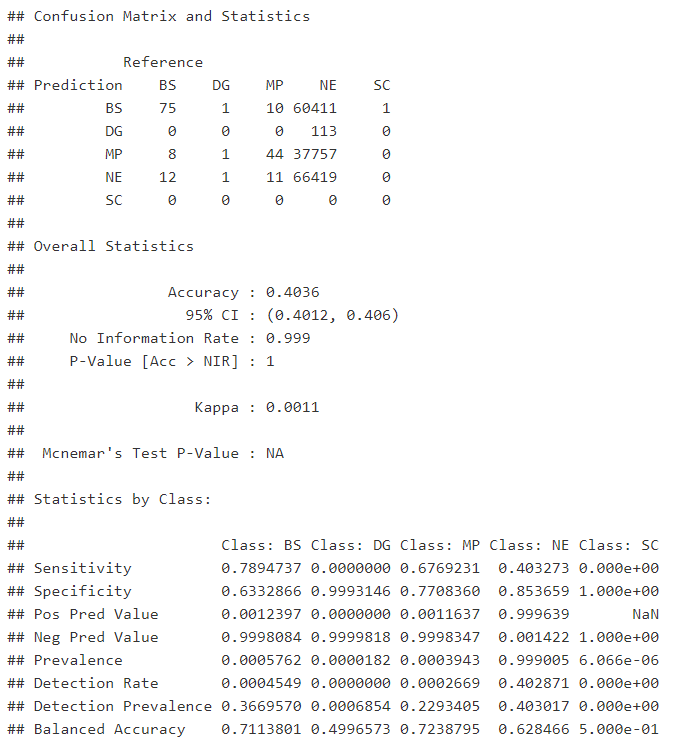 ## Confusion Matrix and Statistics
##
##           Reference
## Prediction    BS    DG    MP    NE    SC
##         BS    75     1    10 60411     1
##         DG     0     0     0   113     0
##         MP     8     1    44 37757     0
##         NE    12     1    11 66419     0
##         SC     0     0     0     0     0
##
## Overall Statistics
##
##                Accuracy : 0.4036
##                  95% CI : (0.4012, 0.406)
##     No Information Rate : 0.999
##     P-Value [Acc > NIR] : 1
##
##                   Kappa : 0.0011
##
##  Mcnemar's Test P-Value : NA
##
## Statistics by Class:
##
##                      Class: BS Class: DG Class: MP Class: NE Class: SC
## Sensitivity          0.7894737 0.0000000 0.6769231  0.403273 0.000e+00
## Specificity          0.6332866 0.9993146 0.7708360  0.853659 1.000e+00
## Pos Pred Value       0.0012397 0.0000000 0.0011637  0.999639       NaN
## Neg Pred Value       0.9998084 0.9999818 0.9998347  0.001422 1.000e+00
## Prevalence           0.0005762 0.0000182 0.0003943  0.999005 6.066e-06
## Detection Rate       0.0004549 0.0000000 0.0002669  0.402871 0.000e+00
## Detection Prevalence 0.3669570 0.0006854 0.2293405  0.403017 0.000e+00
## Balanced Accuracy    0.7113801 0.4996573 0.7238795  0.628466 5.000e-01